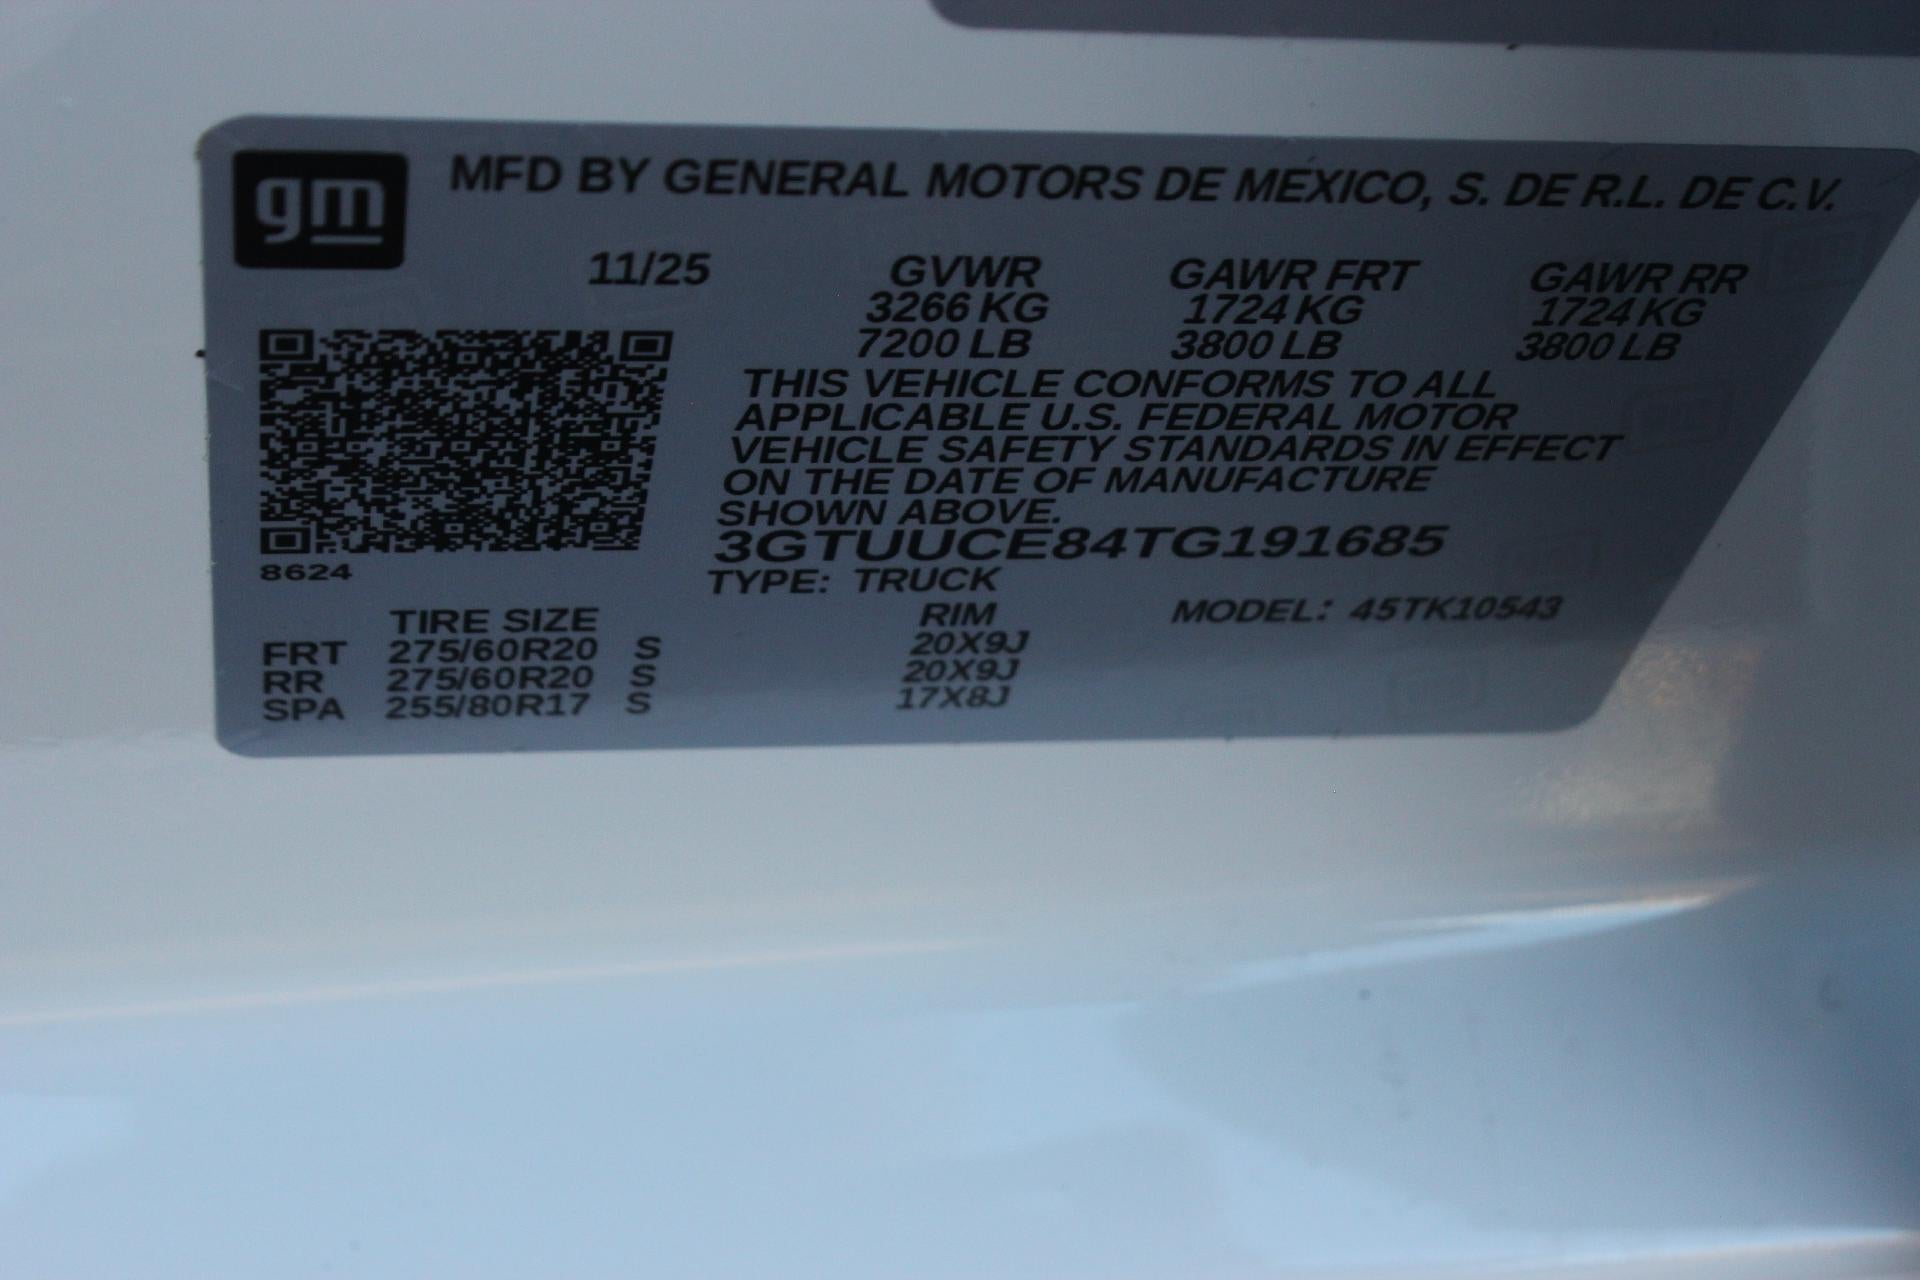 gm MFD BY GENERAL MOTORS DE MEXICO, S. DE R.L. DE C.V.
11/25 GVWR GAWR FRT GAWR RR
3266 KG 1724 KG 1724 KG
7200 LB 3800 LB 3800 LB
THIS VEHICLE CONFORMS TO ALL
APPLICABLE U.S. FEDERAL MOTOR
VEHICLE SAFETY STANDARDS IN EFFECT
ON THE DATE OF MANUFACTURE
SHOWN ABOVE.
3GTUUCE84TG191685
8624 TYPE: TRUCK
TIRE SIZE RIM MODEL: 45TK10543
FRT 275/60R20 S 20X9J
RR 275/60R20 S 20X9J
SPA 255/80R17 S 17X8J